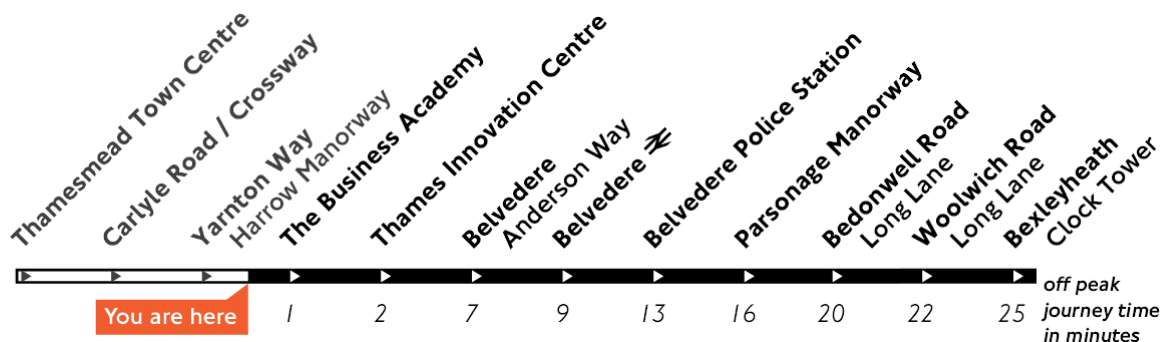 Thamesmead Town Centre
Carlyle Road / Crossway
Yarnton Way
Harrow Manorway
The Business Academy
Thames Innovation Centre
Belvedere
Anderson Way
Belvedere
Belvedere Police Station
Parsonage Manorway
Bedonwell Road
Long Lane
Woolwich Road
Long Lane
Bexleyheath
Clock Tower
You are here
1 2 7 9 13 16 20 22 25
off peak
journey time
in minutes